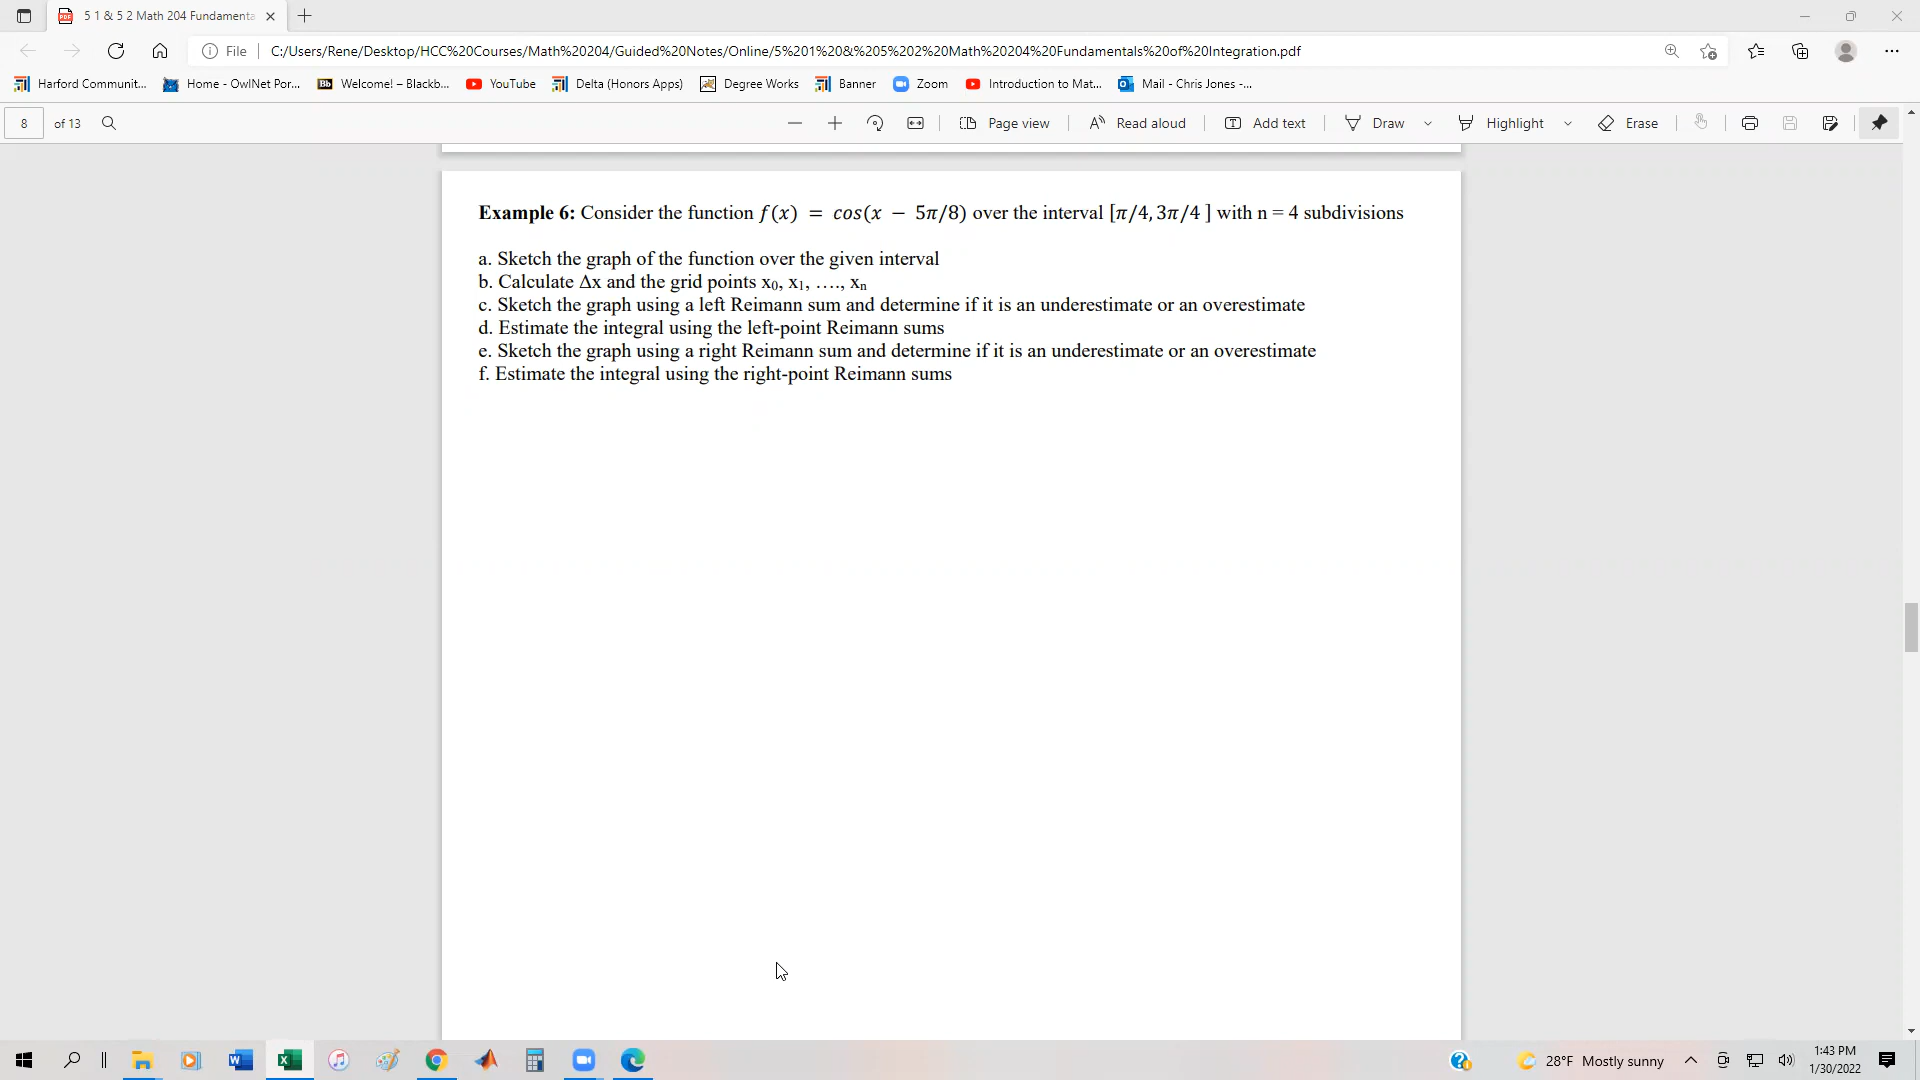 5 1 & 5 2 Math 204 Fundamenta
File
C:/Users/Rene/Desktop/HCC%20Courses/Math%20204/Guided%20Notes/Online/5%201%20&%205%202%20Math%20204%20Fundamentals%20of%20Integration.pdf
Harford Communit... Home - OwlNet Por... Bb Welcome! – Blackb... YouTube Delta (Honors Apps) Degree Works Banner Zoom Introduction to Mat... Mail - Chris Jones -...
8 of 13 Page view Read aloud Add text Draw Highlight Erase
Example 6: Consider the function f(x) = cos(x − 5π/8) over the interval [π/4, 3π/4 ] with n = 4 subdivisions
a. Sketch the graph of the function over the given interval
b. Calculate Δx and the grid points x₀, x₁, …., xₙ
c. Sketch the graph using a left Reimann sum and determine if it is an underestimate or an overestimate
d. Estimate the integral using the left-point Reimann sums
e. Sketch the graph using a right Reimann sum and determine if it is an underestimate or an overestimate
f. Estimate the integral using the right-point Reimann sums
28°F Mostly sunny
1:43 PM
1/30/2022